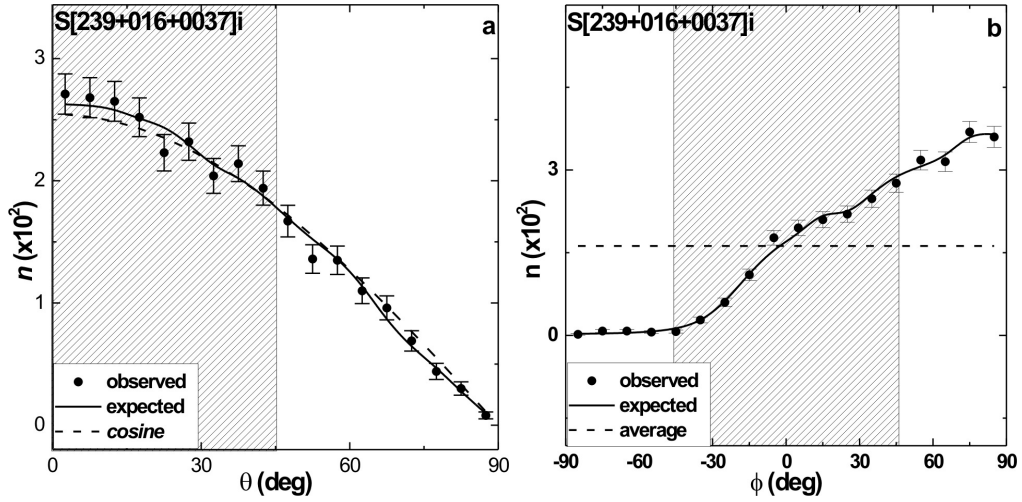 S[239+016+0037]i
a
3
2
1
0
n (x10²)
observed
expected
cosine
0 30 60 90
θ (deg)
S[239+016+0037]i
b
3
0
n (x10²)
observed
expected
average
-90 -60 -30 0 30 60 90
ϕ (deg)